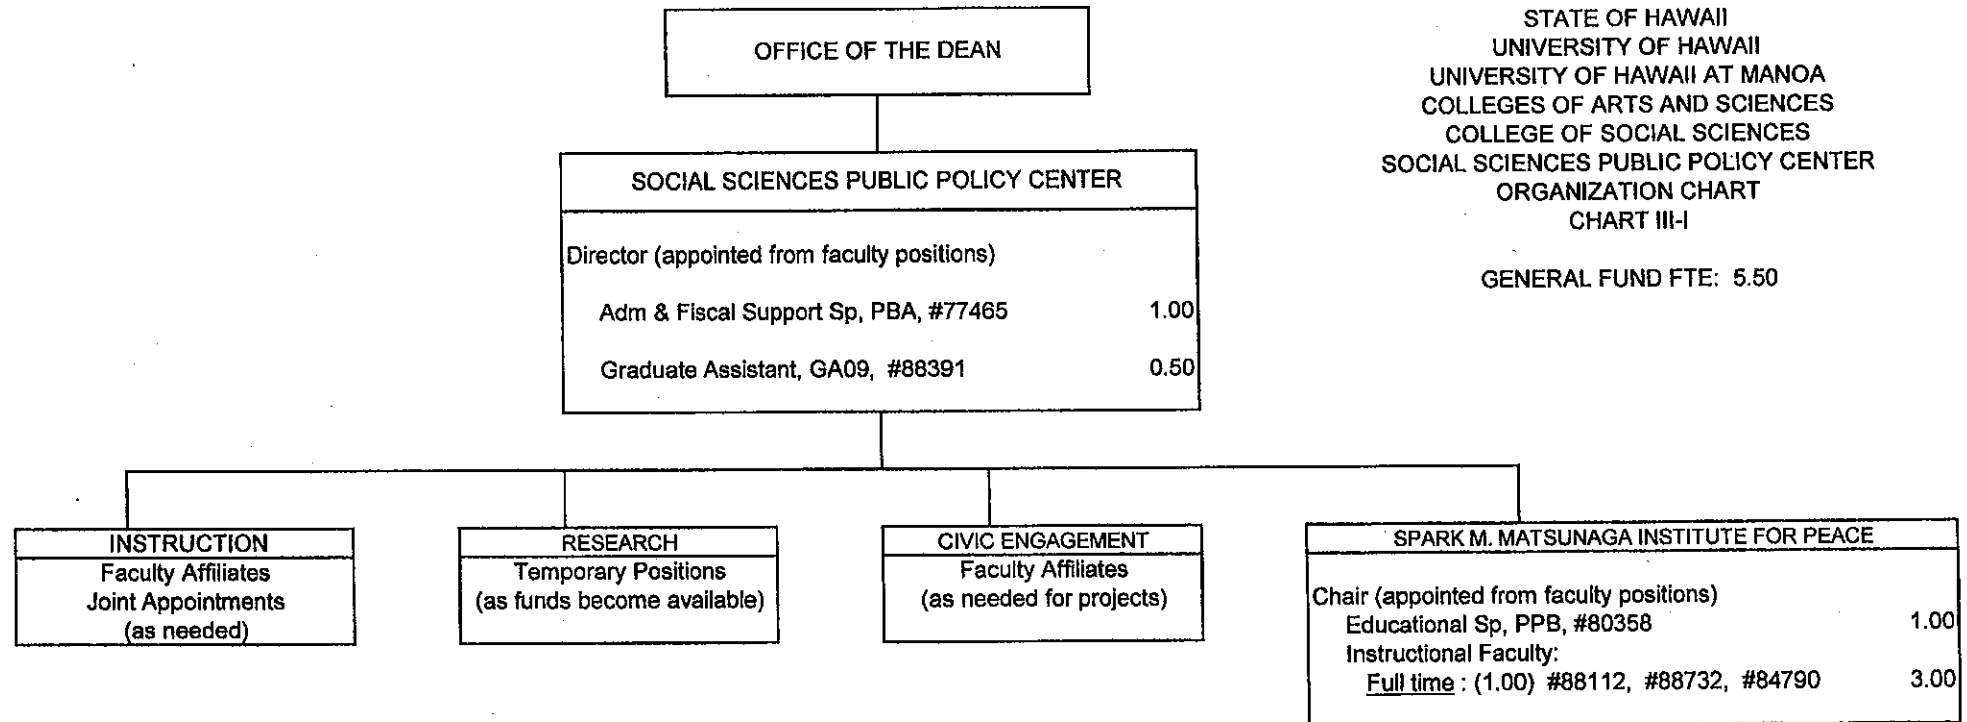 OFFICE OF THE DEAN
STATE OF HAWAII
UNIVERSITY OF HAWAII
UNIVERSITY OF HAWAII AT MANOA
COLLEGES OF ARTS AND SCIENCES
COLLEGE OF SOCIAL SCIENCES
SOCIAL SCIENCES PUBLIC POLICY CENTER
ORGANIZATION CHART
CHART III-I
GENERAL FUND FTE: 5.50
SOCIAL SCIENCES PUBLIC POLICY CENTER
Director (appointed from faculty positions)
Adm & Fiscal Support Sp, PBA, #77465 1.00
Graduate Assistant, GA09, #88391 0.50
INSTRUCTION
Faculty Affiliates
Joint Appointments
(as needed)
RESEARCH
Temporary Positions
(as funds become available)
CIVIC ENGAGEMENT
Faculty Affiliates
(as needed for projects)
SPARK M. MATSUNAGA INSTITUTE FOR PEACE
Chair (appointed from faculty positions)
Educational Sp, PPB, #80358 1.00
Instructional Faculty:
Full time : (1.00) #88112, #88732, #84790 3.00